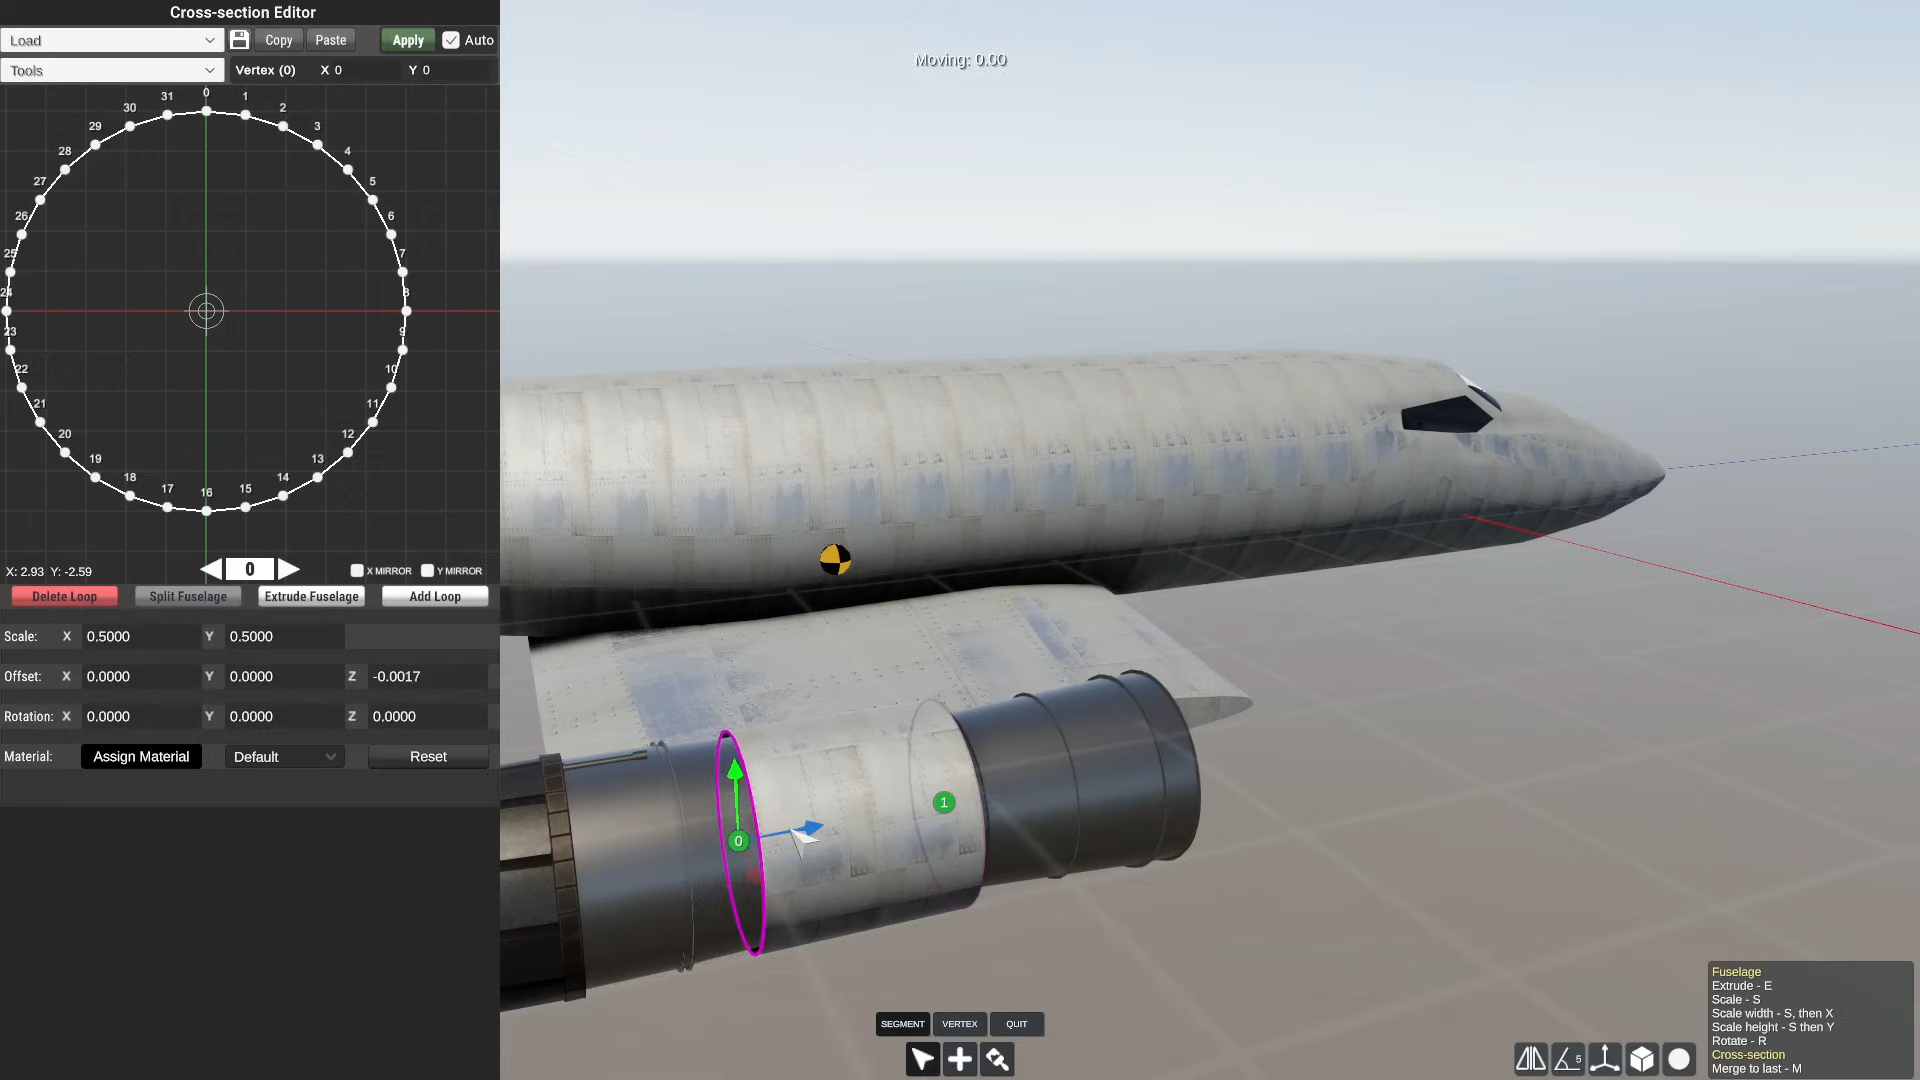 Cross-section Editor
Load
Copy
Paste
Apply
Auto
Tools
Vertex (0)
X 0
Y 0
0
31
1
30
2
29
3
28
4
27
5
26
6
25
7
24
8
23
9
22
10
21
11
20
12
19
13
18
14
17
15
16
X: 2.93 Y: -2.59
0
X MIRROR
Y MIRROR
Delete Loop
Split Fuselage
Extrude Fuselage
Add Loop
Scale: X 0.5000 Y 0.5000
Offset: X 0.0000 Y 0.0000 Z -0.0017
Rotation: X 0.0000 Y 0.0000 Z 0.0000
Material: Assign Material Default Reset
Moving: 0.00
1
0
SEGMENT
VERTEX
QUIT
5
Fuselage
Extrude - E
Scale - S
Scale width - S, then X
Scale height - S then Y
Rotate - R
Cross-section
Merge to last - M